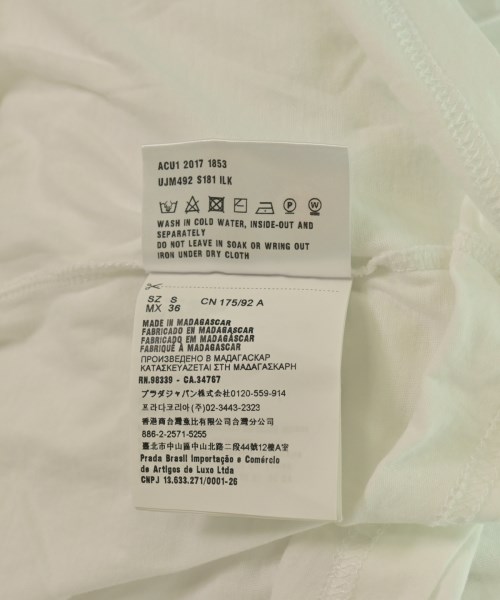 ACU1 2017 1853
UJM492 S181 ILK
WASH IN COLD WATER, INSIDE-OUT AND
SEPARATELY
DO NOT LEAVE IN SOAK OR WRING OUT
IRON UNDER DRY CLOTH
SZ S CN 175/92 A
MX 36
MADE IN MADAGASCAR
FABRICADO EN MADAGASCAR
FABRICADO EM MADAGASCAR
FABRIQUÉ À MADAGASCAR
ПРОИЗВЕДЕНО В МАДАГАСКАР
ΚΑΤΑΣΚΕΥΑΖΕΤΑΙ ΣΤΗ ΜΑΔΑΓΑΣΚΑΡΗ
RN.98339 - CA.34767
プラダジャパン株式会社0120-559-914
프라다코리아(주)02-3443-2323
香港商台灣普比有限公司台灣分公司
886-2-2571-5255
臺北市中山區中山北路二段44號12樓A室
Prada Brasil Importação e Comércio
de Artigos de Luxo Ltda
CNPJ 13.633.271/0001-26